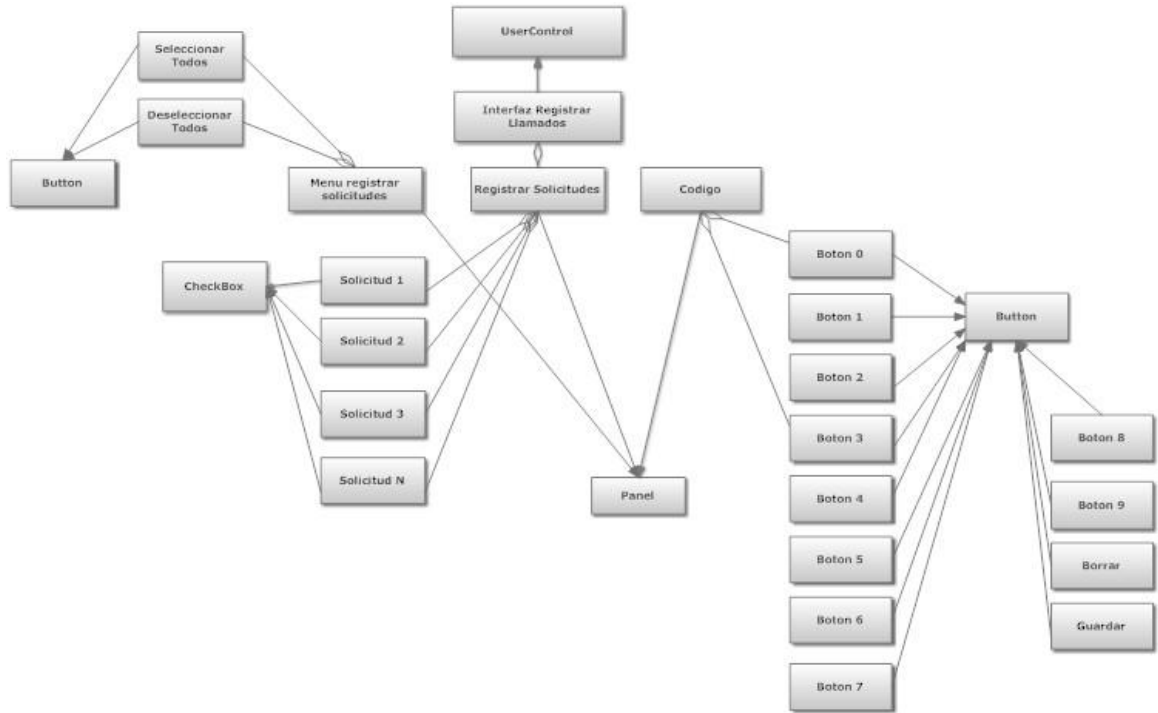 UserControl
Seleccionar
Todos
Interfaz Registrar
Llamados
Deseleccionar
Todos
Button
Menu registrar
solicitudes
Registrar Solicitudes
Codigo
Boton 0
CheckBox
Solicitud 1
Boton 1
Button
Solicitud 2
Boton 2
Solicitud 3
Boton 3
Boton 8
Solicitud N
Panel
Boton 4
Boton 9
Boton 5
Borrar
Boton 6
Guardar
Boton 7